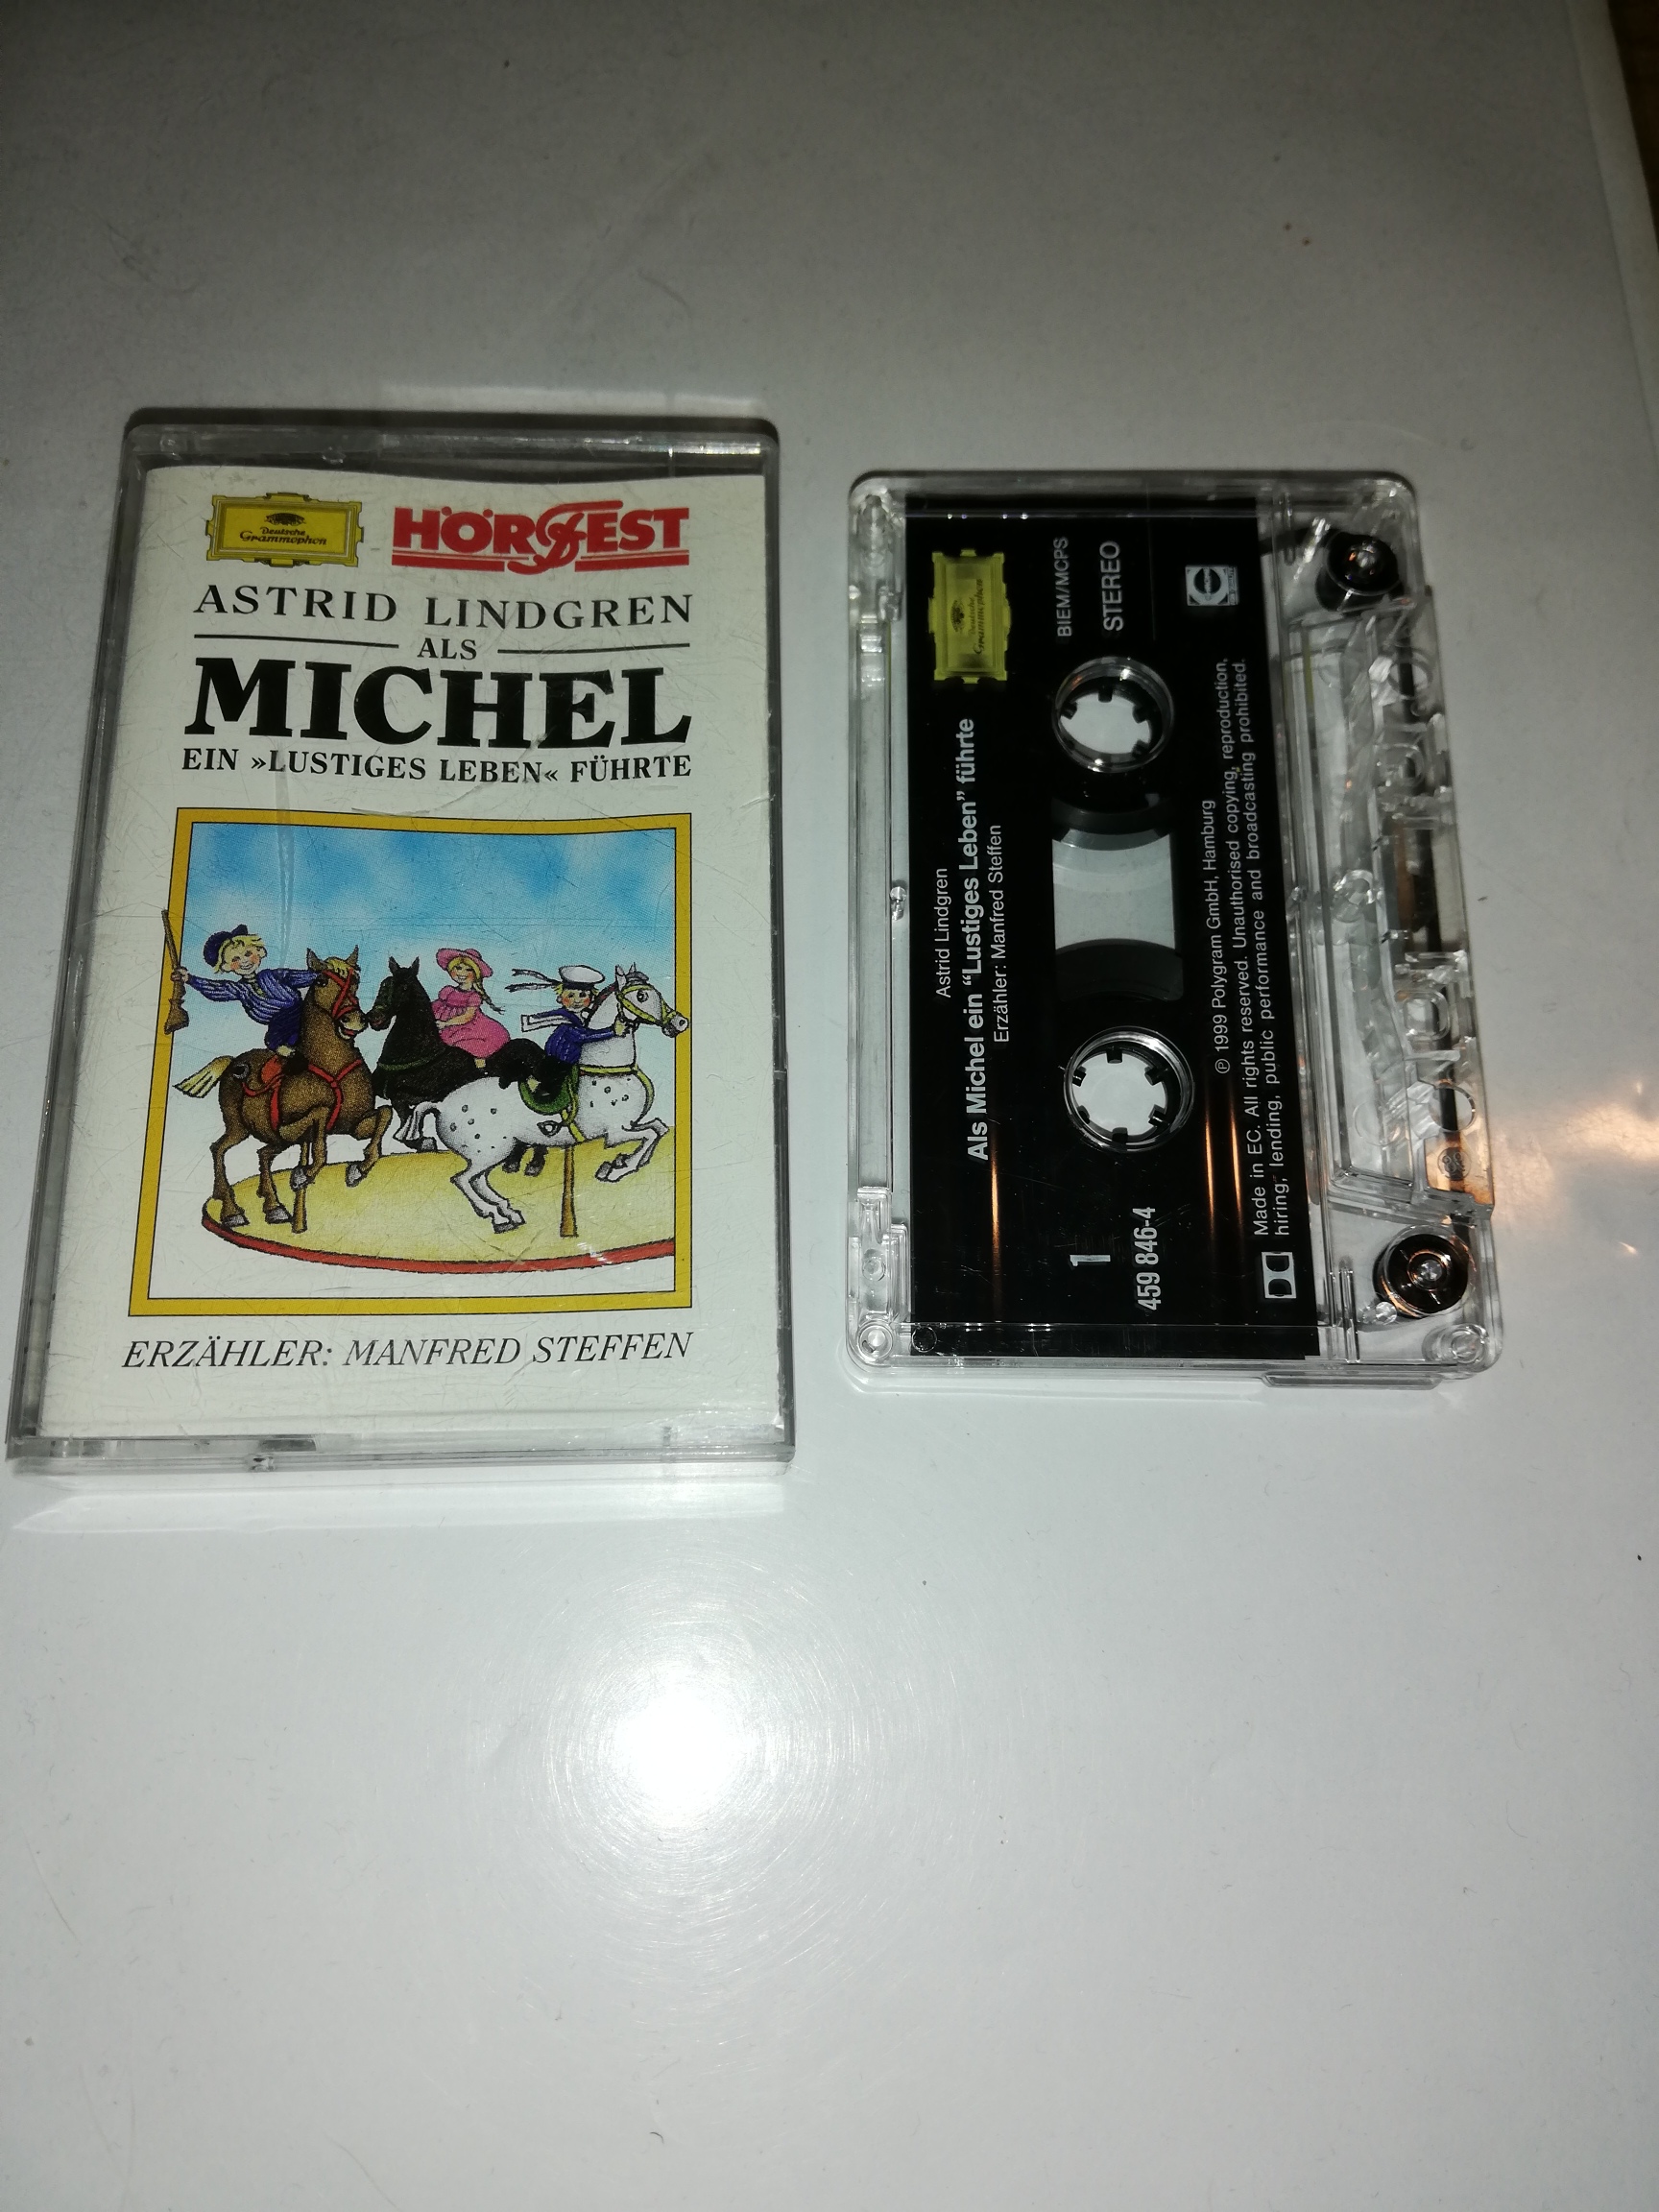 Deutsche
Grammophon
HÖRFEST
ASTRID LINDGREN
ALS
MICHEL
EIN »LUSTIGES LEBEN« FÜHRTE
ERZÄHLER: MANFRED STEFFEN
Deutsche
Grammophon
BIEM/MCPS
STEREO
Astrid Lindgren
Als Michel ein "Lustiges Leben" führte
Erzähler: Manfred Steffen
1
459 846-4
℗ 1999 Polygram GmbH, Hamburg
Made in EC. All rights reserved. Unauthorised copying, reproduction,
hiring, lending, public performance and broadcasting prohibited.